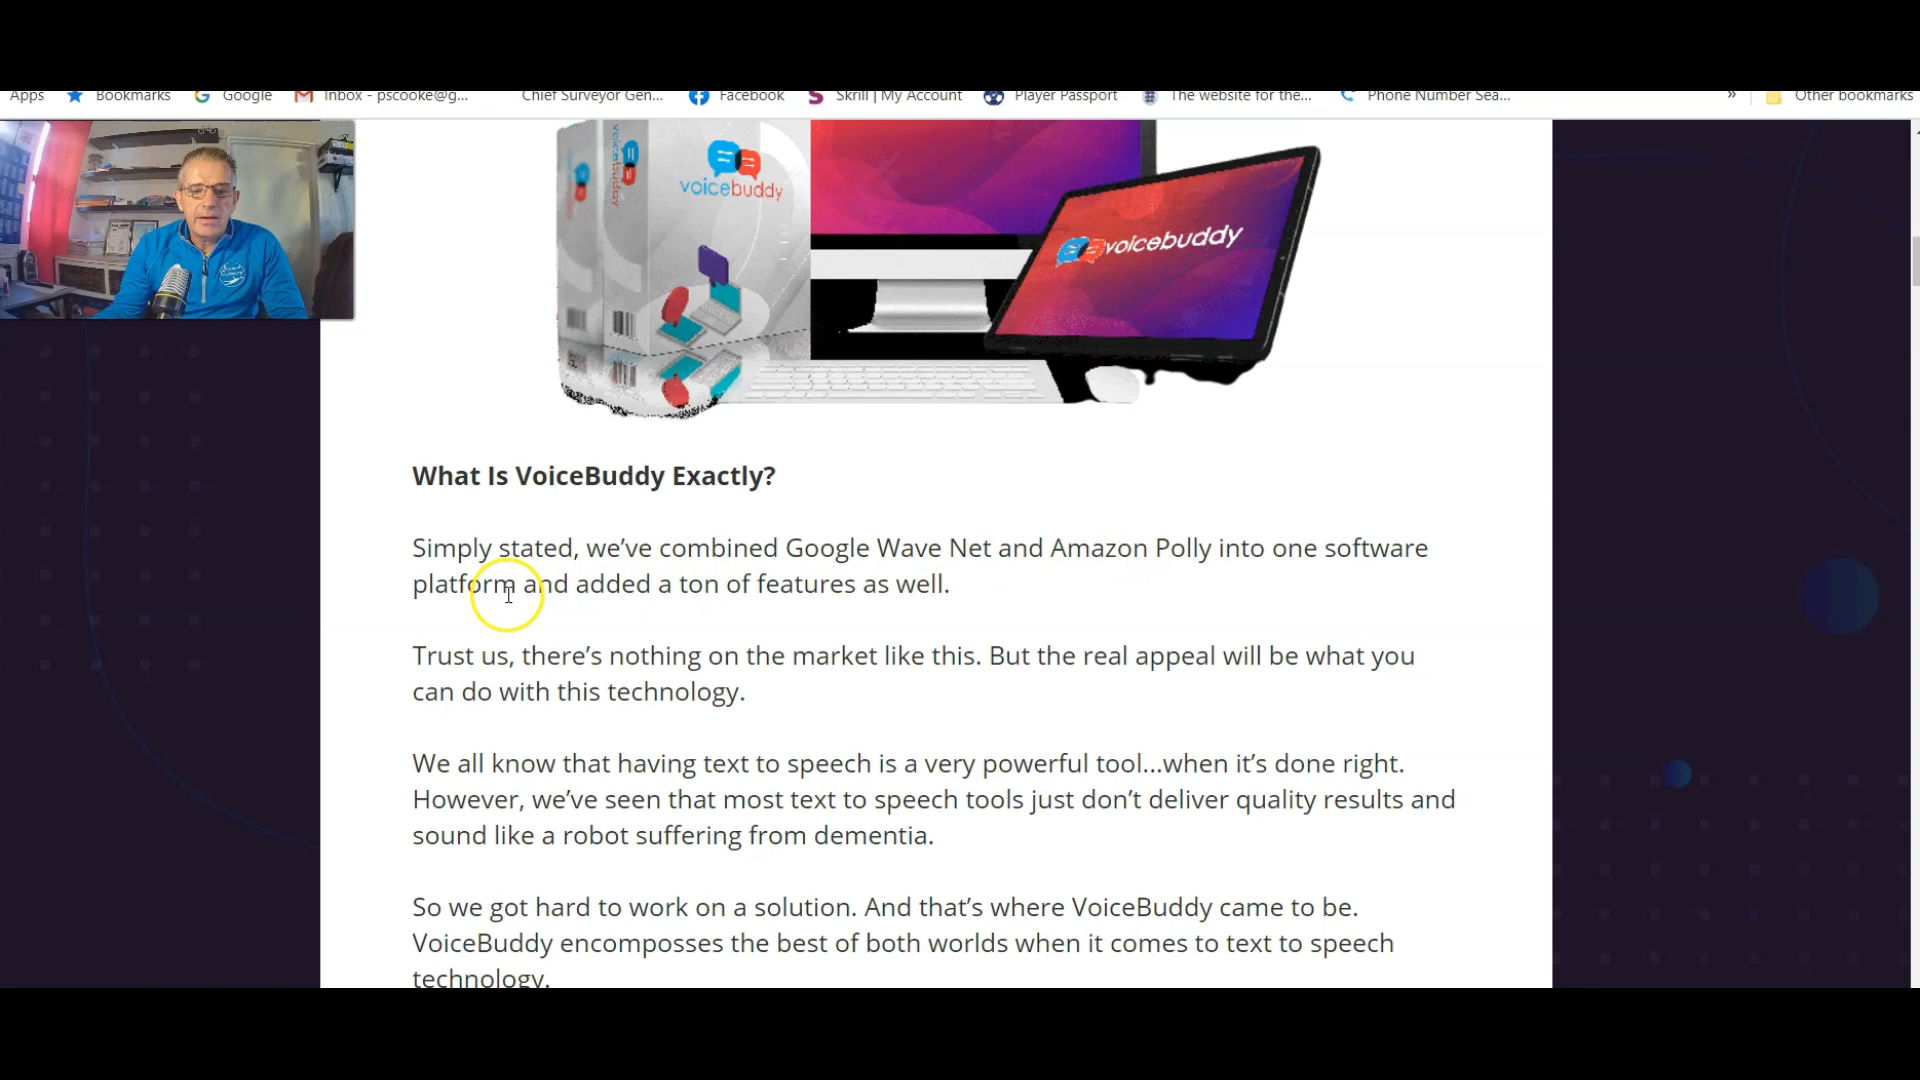 Apps Bookmarks Google Inbox - pscooke@g... Chief Surveyor Gen... Facebook Skrill | My Account Player Passport The website for the... Phone Number Sea... » Other bookmarks
voicebuddy
voicebuddy
voicebuddy
What Is VoiceBuddy Exactly?
Simply stated, we’ve combined Google Wave Net and Amazon Polly into one software
platform and added a ton of features as well.
Trust us, there’s nothing on the market like this. But the real appeal will be what you
can do with this technology.
We all know that having text to speech is a very powerful tool...when it’s done right.
However, we’ve seen that most text to speech tools just don’t deliver quality results and
sound like a robot suffering from dementia.
So we got hard to work on a solution. And that’s where VoiceBuddy came to be.
VoiceBuddy encomposses the best of both worlds when it comes to text to speech
technology.